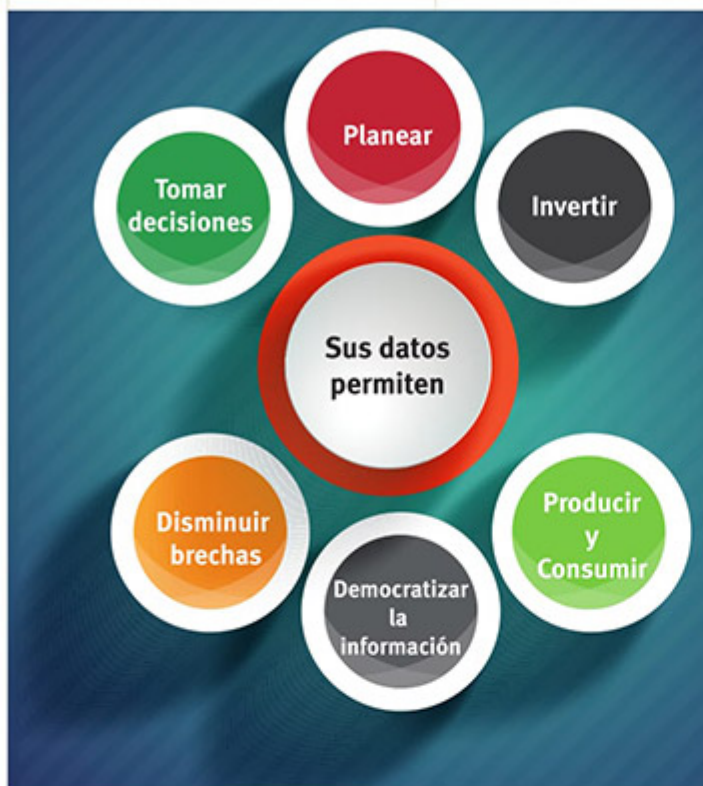 Planear
Tomar
decisiones
Invertir
Sus datos
permiten
Disminuir
brechas
Producir
y
Consumir
Democratizar
la
información